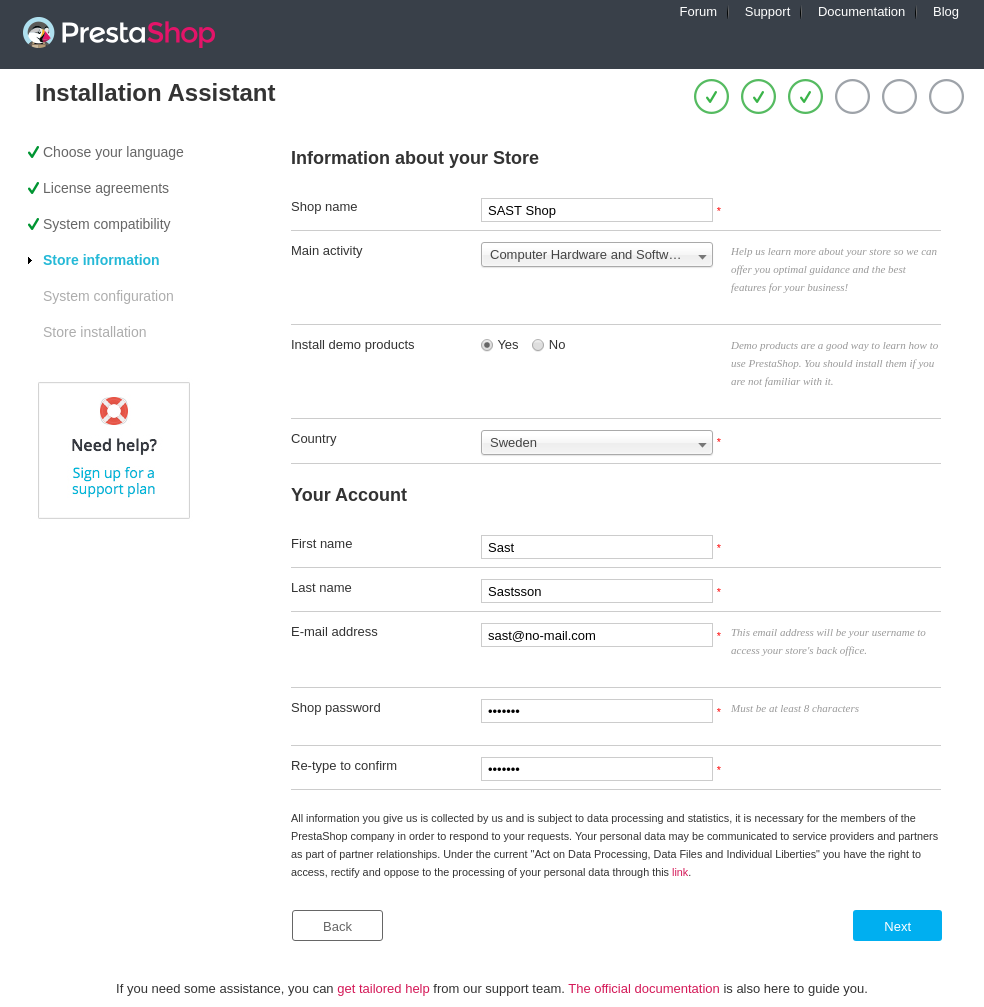 Forum Support Documentation Blog
PrestaShop
Installation Assistant
Choose your language
License agreements
System compatibility
Store information
System configuration
Store installation
Need help?
Sign up for a
support plan
Information about your Store
Shop name SAST Shop *
Main activity Computer Hardware and Softw… Help us learn more about your store so we can
offer you optimal guidance and the best
features for your business!
Install demo products Yes No Demo products are a good way to learn how to
use PrestaShop. You should install them if you
are not familiar with it.
Country Sweden *
Your Account
First name Sast *
Last name Sastsson *
E-mail address sast@no-mail.com * This email address will be your username to
access your store's back office.
Shop password ••••••• * Must be at least 8 characters
Re-type to confirm ••••••• *
All information you give us is collected by us and is subject to data processing and statistics, it is necessary for the members of the
PrestaShop company in order to respond to your requests. Your personal data may be communicated to service providers and partners
as part of partner relationships. Under the current "Act on Data Processing, Data Files and Individual Liberties" you have the right to
access, rectify and oppose to the processing of your personal data through this link.
Back Next
If you need some assistance, you can get tailored help from our support team. The official documentation is also here to guide you.